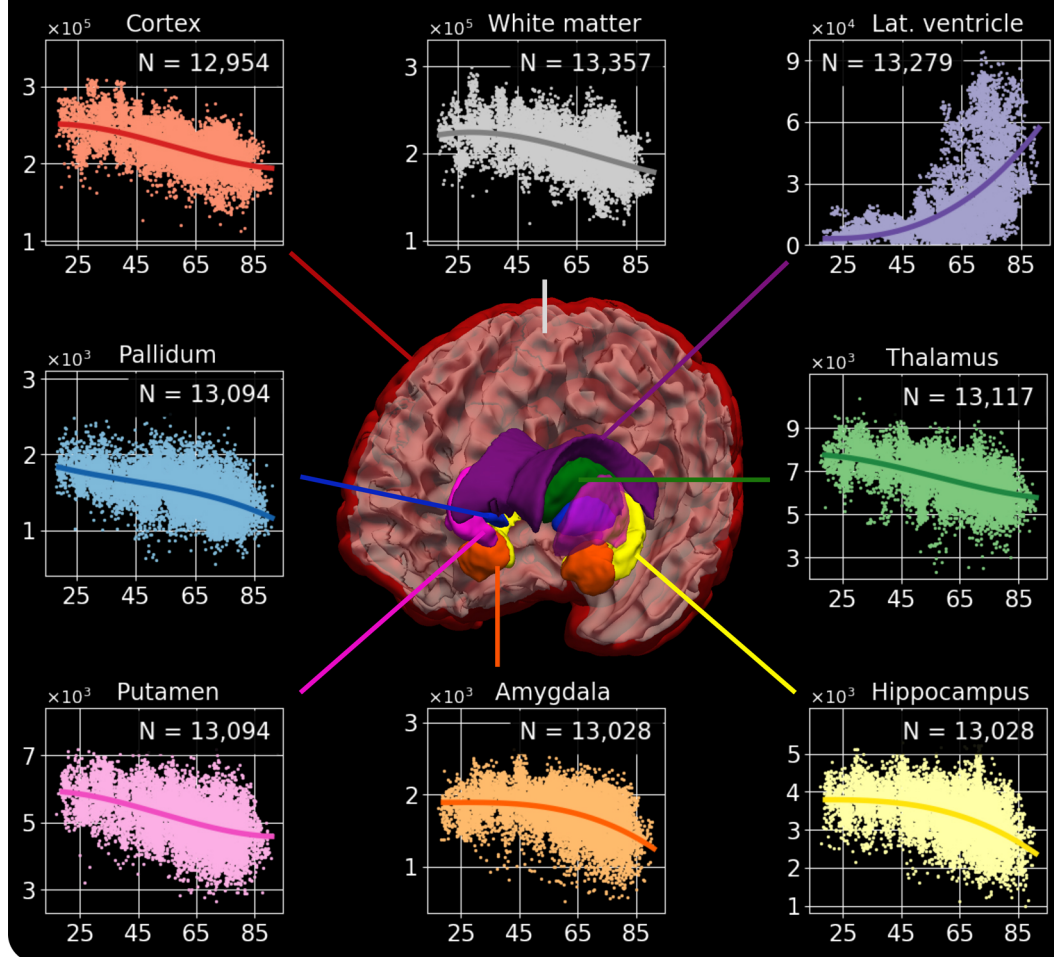 Cortex
×10⁵
N = 12,954
3
2
1
25 45 65 85
White matter
×10⁵
N = 13,357
3
2
1
25 45 65 85
Lat. ventricle
×10⁴
N = 13,279
9
6
3
0
25 45 65 85
Pallidum
×10³
N = 13,094
3
2
1
25 45 65 85
Thalamus
×10³
N = 13,117
9
7
5
3
25 45 65 85
Putamen
×10³
N = 13,094
7
5
3
25 45 65 85
Amygdala
×10³
N = 13,028
3
2
1
25 45 65 85
Hippocampus
×10³
N = 13,028
5
4
3
2
1
25 45 65 85